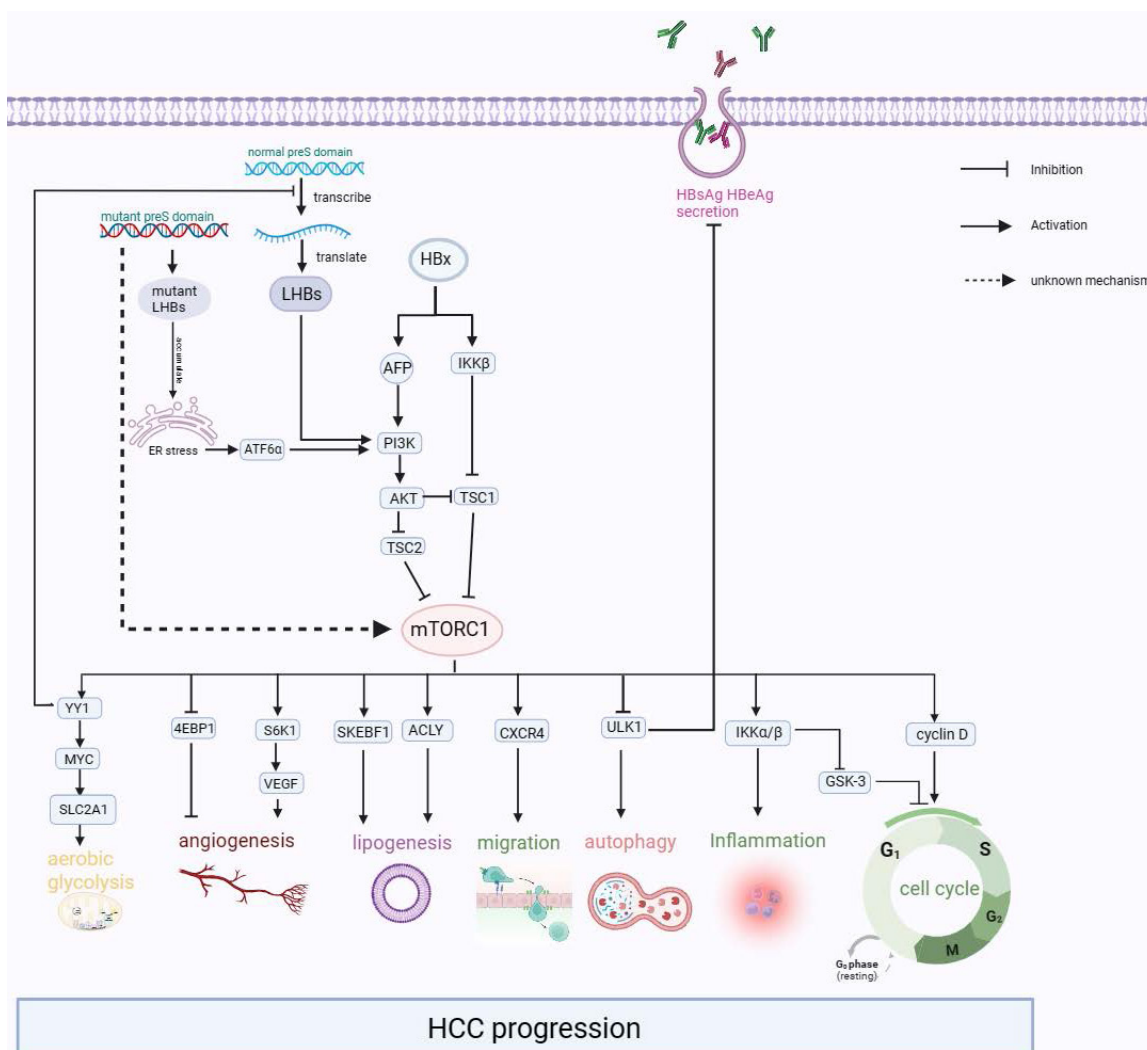 HBsAg HBeAg
secretion
normal preS domain
transcribe
mutant preS domain
translate
mutant
LHBs
LHBs
HBx
Inhibition
Activation
unknown mechanism
accumulate
AFP
IKKβ
ER stress
ATF6α
PI3K
AKT
TSC1
TSC2
mTORC1
YY1
4EBP1
S6K1
SKEBF1
ACLY
CXCR4
ULK1
IKKα/β
cyclin D
MYC
VEGF
GSK-3
SLC2A1
aerobic
glycolysis
angiogenesis
lipogenesis
migration
autophagy
Inflammation
G₁
S
cell cycle
G₂
M
G₀ phase
(resting)
HCC progression